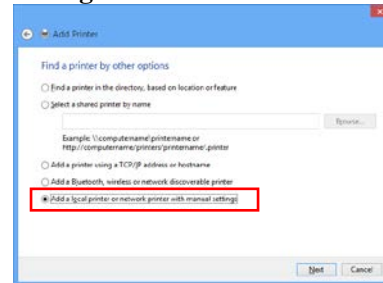 Add Printer
Find a printer by other options
Find a printer in the directory, based on location or feature
Select a shared printer by name
Browse...
Example: \\computername\printername or
http://computername/printers/printername/.printer
Add a printer using a TCP/IP address or hostname
Add a Bluetooth, wireless or network discoverable printer
Add a local printer or network printer with manual settings
Next Cancel